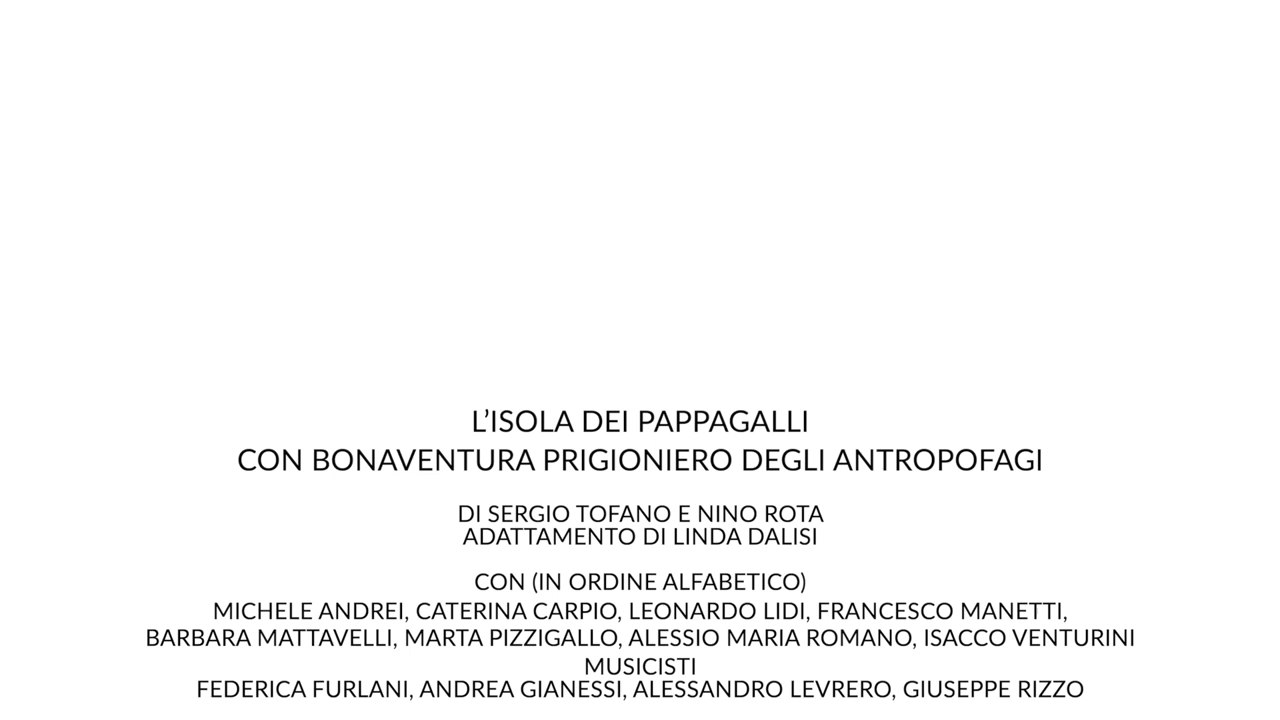 L’ISOLA DEI PAPPAGALLI
CON BONAVENTURA PRIGIONIERO DEGLI ANTROPOFAGI
DI SERGIO TOFANO E NINO ROTA
ADATTAMENTO DI LINDA DALISI
CON (IN ORDINE ALFABETICO)
MICHELE ANDREI, CATERINA CARPIO, LEONARDO LIDI, FRANCESCO MANETTI,
BARBARA MATTAVELLI, MARTA PIZZIGALLO, ALESSIO MARIA ROMANO, ISACCO VENTURINI
MUSICISTI
FEDERICA FURLANI, ANDREA GIANESSI, ALESSANDRO LEVRERO, GIUSEPPE RIZZO